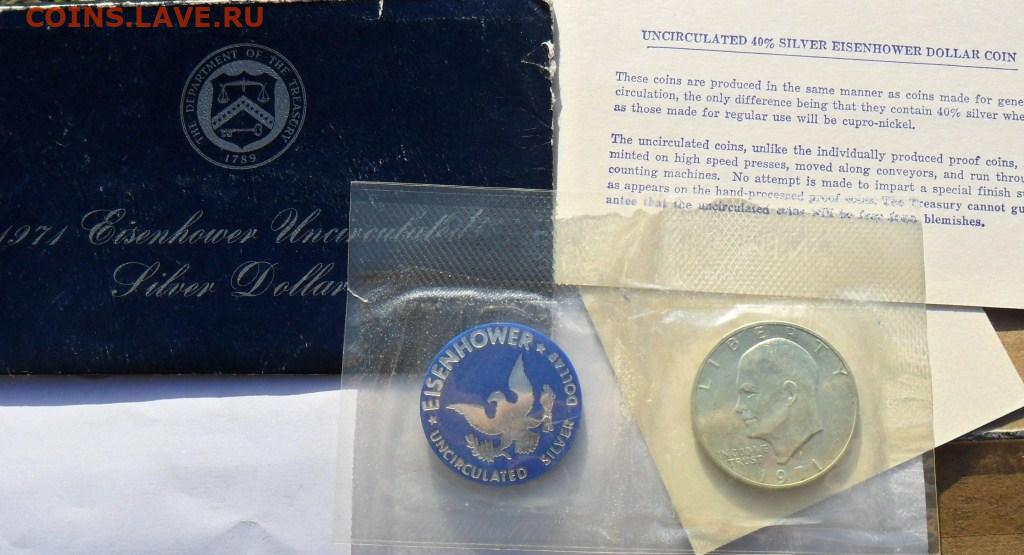 COINS.LAVE.RU
THE DEPARTMENT OF THE TREASURY
1789
1971 Eisenhower Uncirculated
Silver Dollar
UNCIRCULATED 40% SILVER EISENHOWER DOLLAR COIN
These coins are produced in the same manner as coins made for gene
circulation, the only difference being that they contain 40% silver whe
as those made for regular use will be cupro-nickel.
The uncirculated coins, unlike the individually produced proof coins,
minted on high speed presses, moved along conveyors, and run throu
counting machines. No attempt is made to impart a special finish su
as appears on the hand-processed proof coins. The Treasury cannot gu
antee that the uncirculated coins will be free from blemishes.
EISENHOWER
UNCIRCULATED SILVER DOLLAR
LIBERTY
IN GOD WE
TRUST
1971